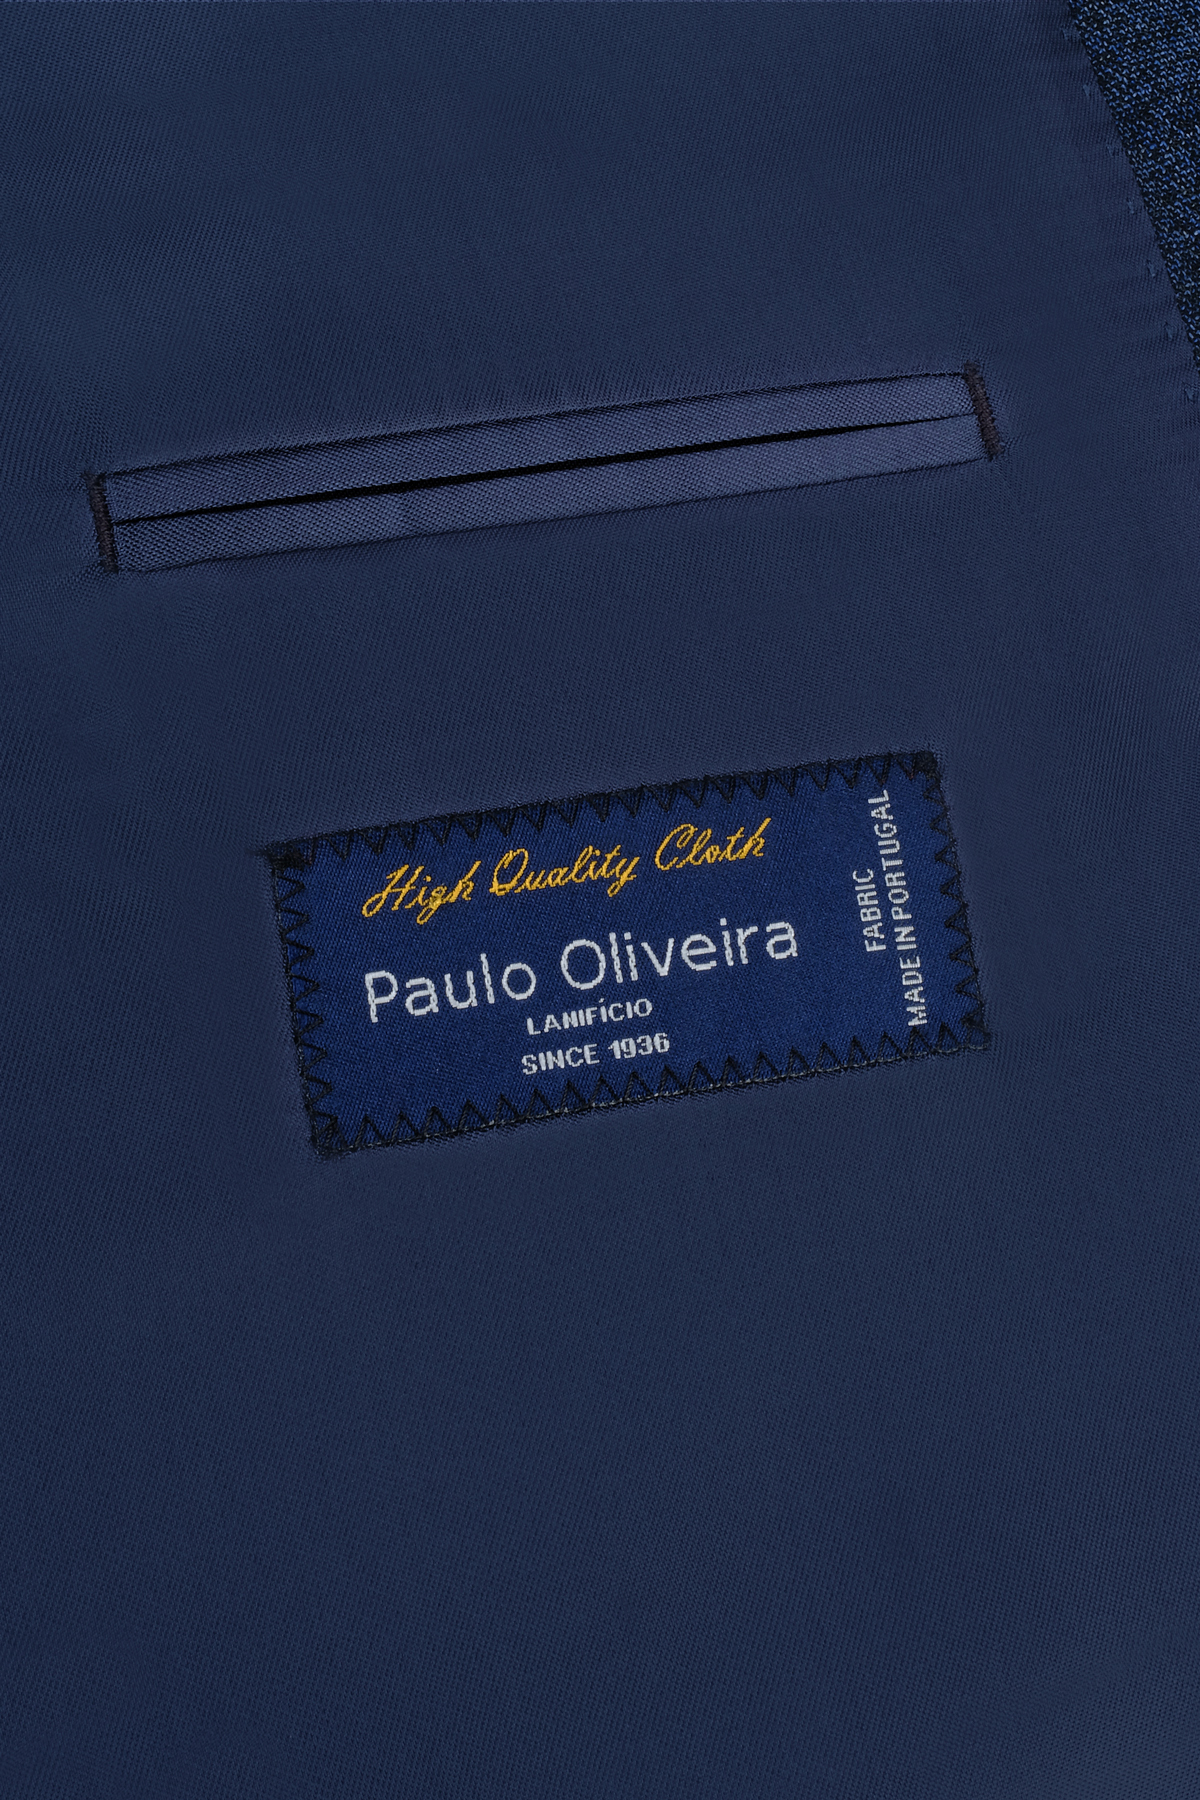 High Quality Cloth
Paulo Oliveira
LANIFÍCIO
SINCE 1936
FABRIC
MADE IN PORTUGAL